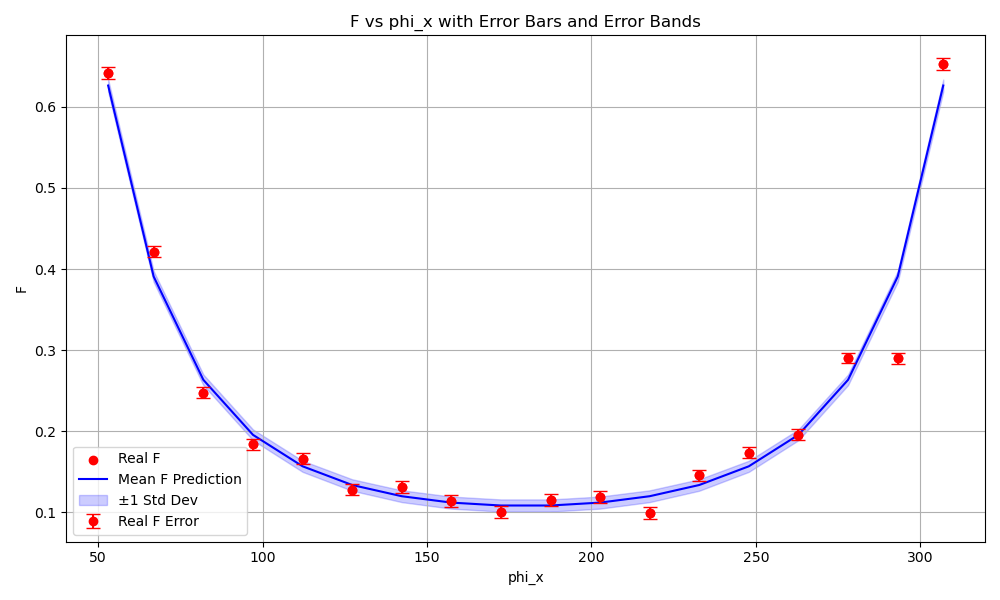 F vs phi_x with Error Bars and Error Bands
F
0.6
0.5
0.4
0.3
0.2
0.1
Real F
Mean F Prediction
±1 Std Dev
Real F Error
50 100 150 200 250 300
phi_x